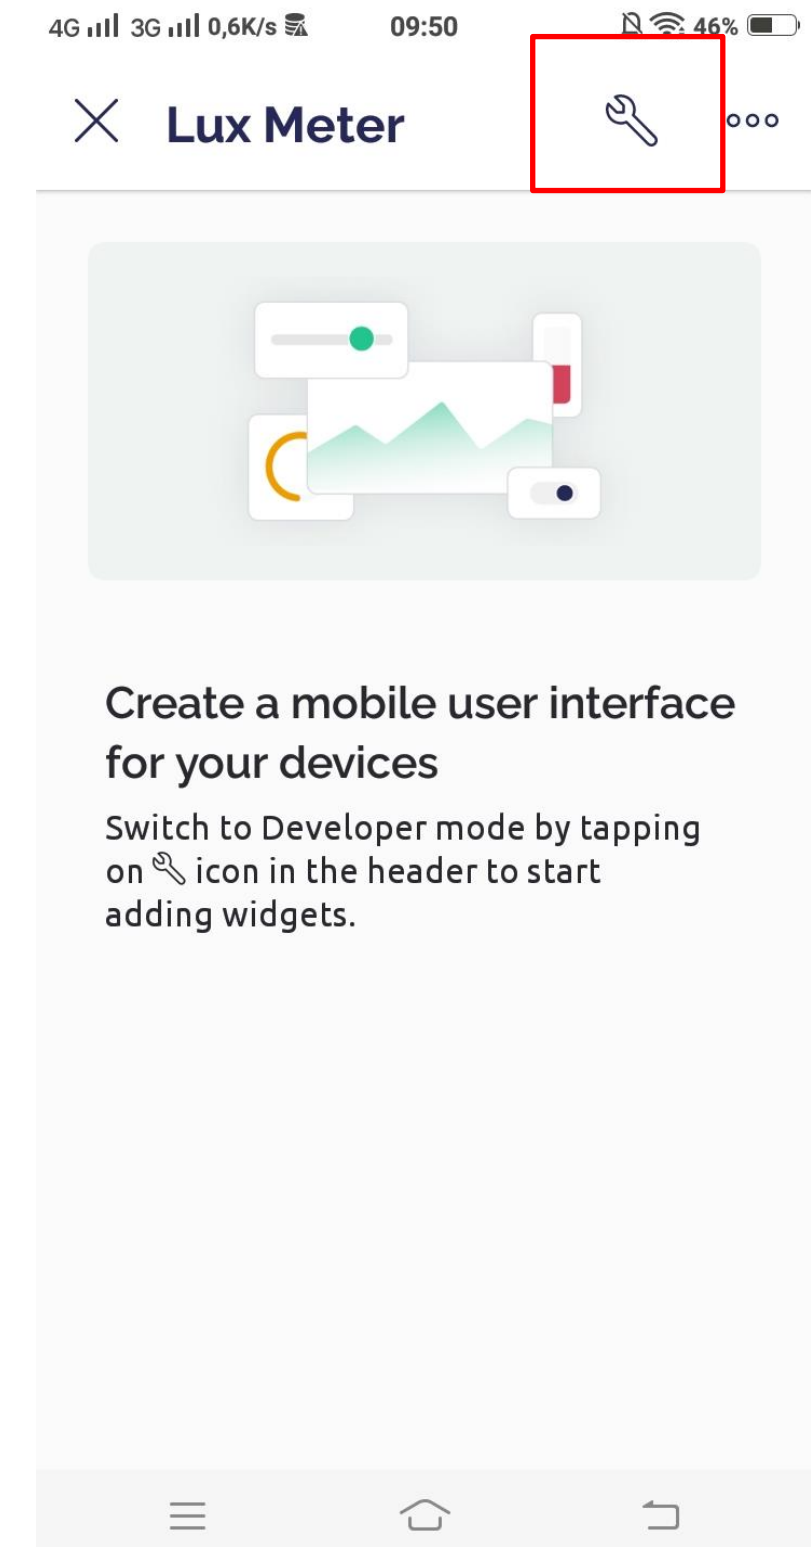 4G 3G 0,6K/s 09:50 46%
Lux Meter
Create a mobile user interface
for your devices
Switch to Developer mode by tapping
on icon in the header to start
adding widgets.